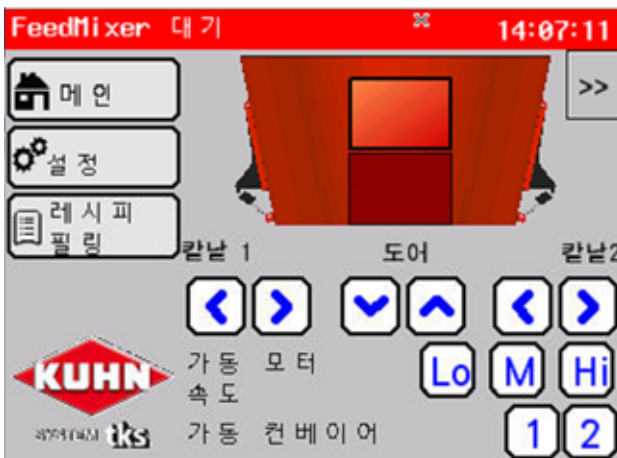 FeedMixer 대기 14:07:11
>>
메인
설정
레시피
필링
칼날 1 도어 칼날2
가동 모터 Lo M Hi
속도
KUHN
tks
가동 컨베이어 1 2